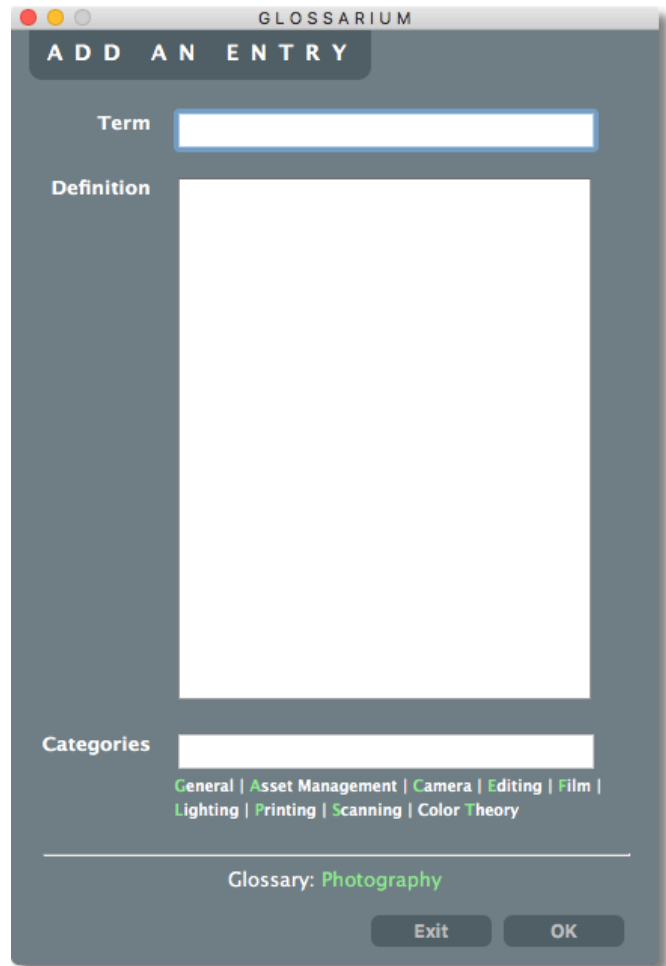 GLOSSARIUM
ADD AN ENTRY
Term
Definition
Categories
General | Asset Management | Camera | Editing | Film |
Lighting | Printing | Scanning | Color Theory
Glossary: Photography
Exit OK